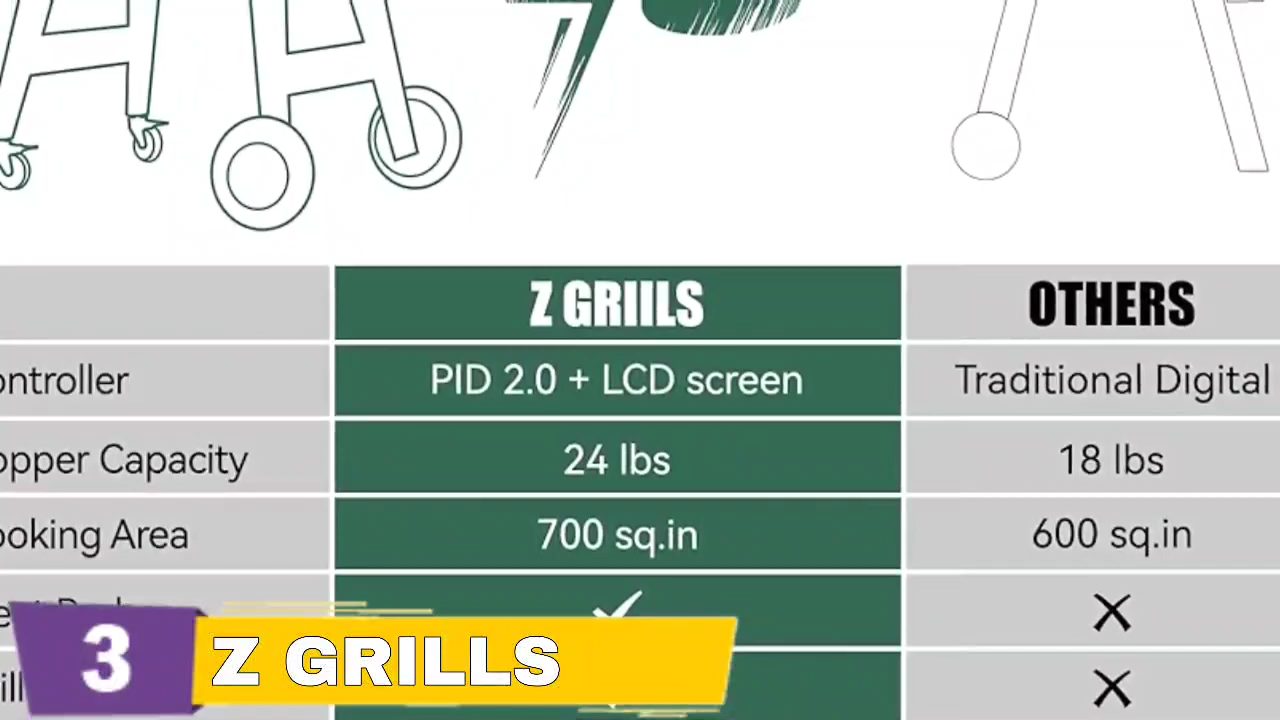 Z GRIILS OTHERS
ontroller PID 2.0 + LCD screen Traditional Digital
opper Capacity 24 lbs 18 lbs
ooking Area 700 sq.in 600 sq.in
3 Z GRILLS